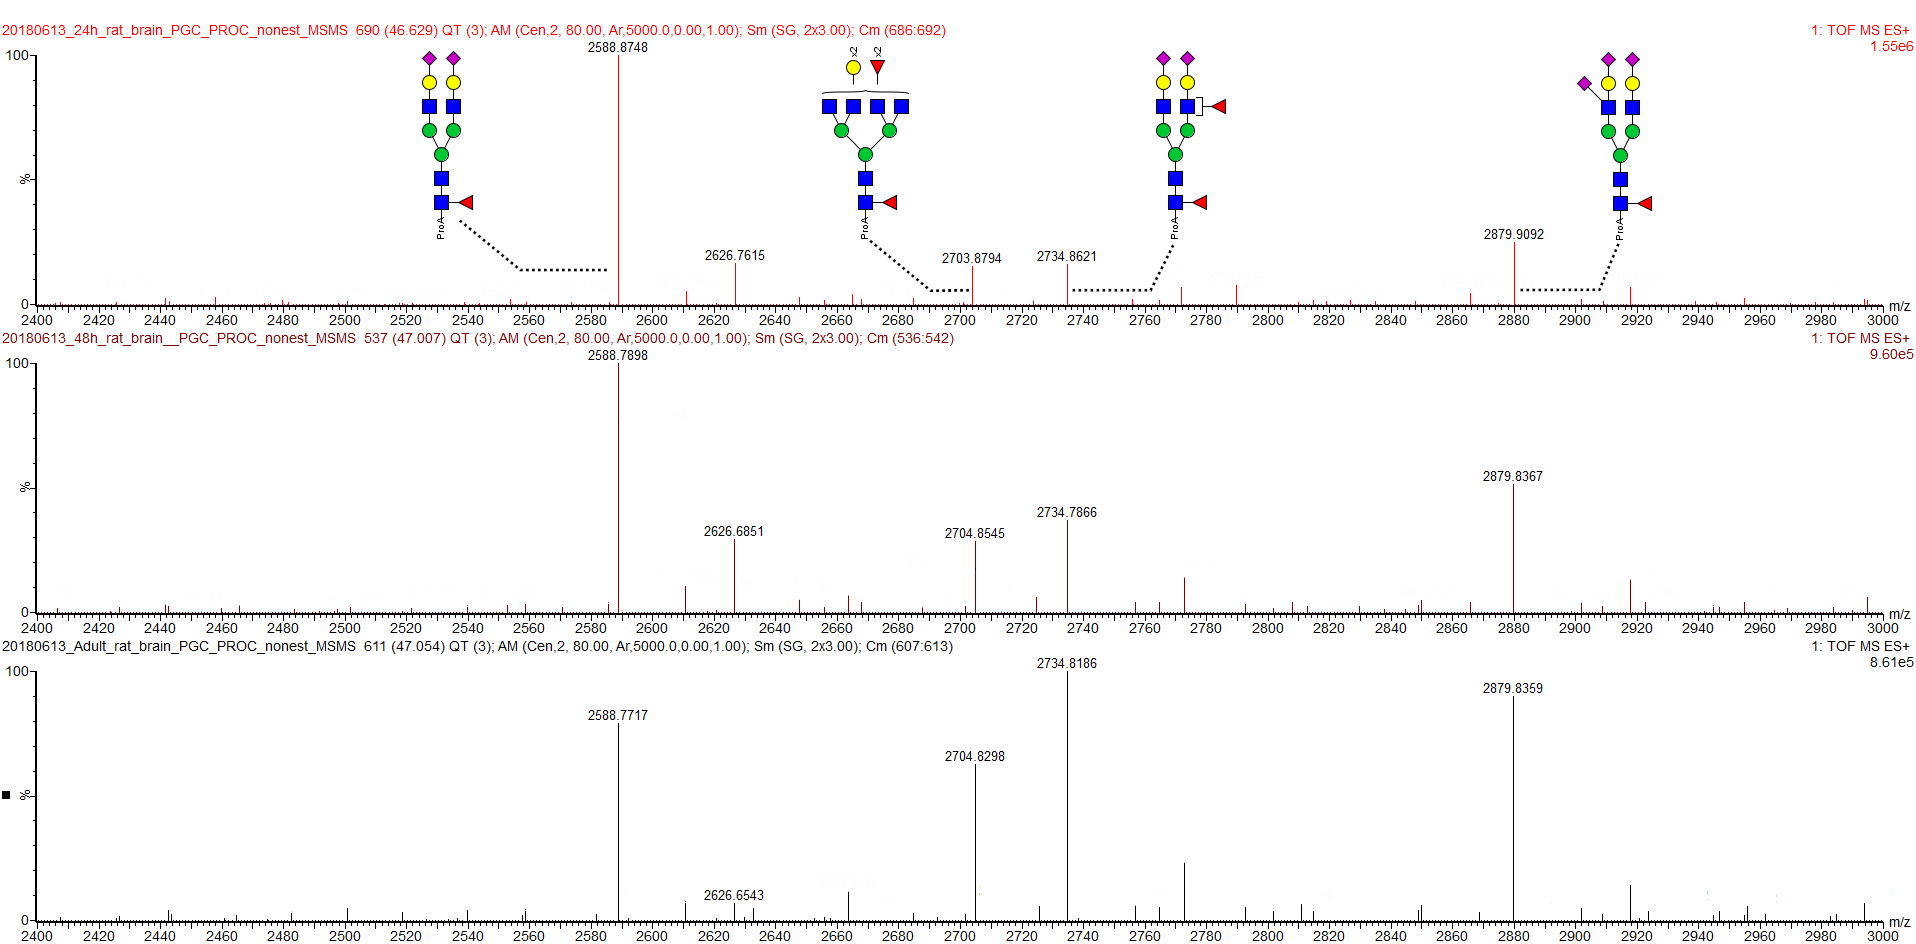 20180613_24h_rat_brain_PGC_PROC_nonest_MSMS 690 (46.629) QT (3); AM (Cen,2, 80.00, Ar,5000.0,0.00,1.00); Sm (SG, 2x3.00); Cm (686:692)
1: TOF MS ES+
1.55e6
100
%
0
2588.8748
2626.7615
2703.8794
2734.8621
2879.9092
x2
x2
ProA
ProA
ProA
ProA
2400 2420 2440 2460 2480 2500 2520 2540 2560 2580 2600 2620 2640 2660 2680 2700 2720 2740 2760 2780 2800 2820 2840 2860 2880 2900 2920 2940 2960 2980 3000
m/z
20180613_48h_rat_brain__PGC_PROC_nonest_MSMS 537 (47.007) QT (3); AM (Cen,2, 80.00, Ar,5000.0,0.00,1.00); Sm (SG, 2x3.00); Cm (536:542)
1: TOF MS ES+
9.60e5
100
%
0
2588.7898
2626.6851
2704.8545
2734.7866
2879.8367
2400 2420 2440 2460 2480 2500 2520 2540 2560 2580 2600 2620 2640 2660 2680 2700 2720 2740 2760 2780 2800 2820 2840 2860 2880 2900 2920 2940 2960 2980 3000
m/z
20180613_Adult_rat_brain_PGC_PROC_nonest_MSMS 611 (47.054) QT (3); AM (Cen,2, 80.00, Ar,5000.0,0.00,1.00); Sm (SG, 2x3.00); Cm (607:613)
1: TOF MS ES+
8.61e5
100
%
0
2588.7717
2626.6543
2704.8298
2734.8186
2879.8359
2400 2420 2440 2460 2480 2500 2520 2540 2560 2580 2600 2620 2640 2660 2680 2700 2720 2740 2760 2780 2800 2820 2840 2860 2880 2900 2920 2940 2960 2980 3000
m/z